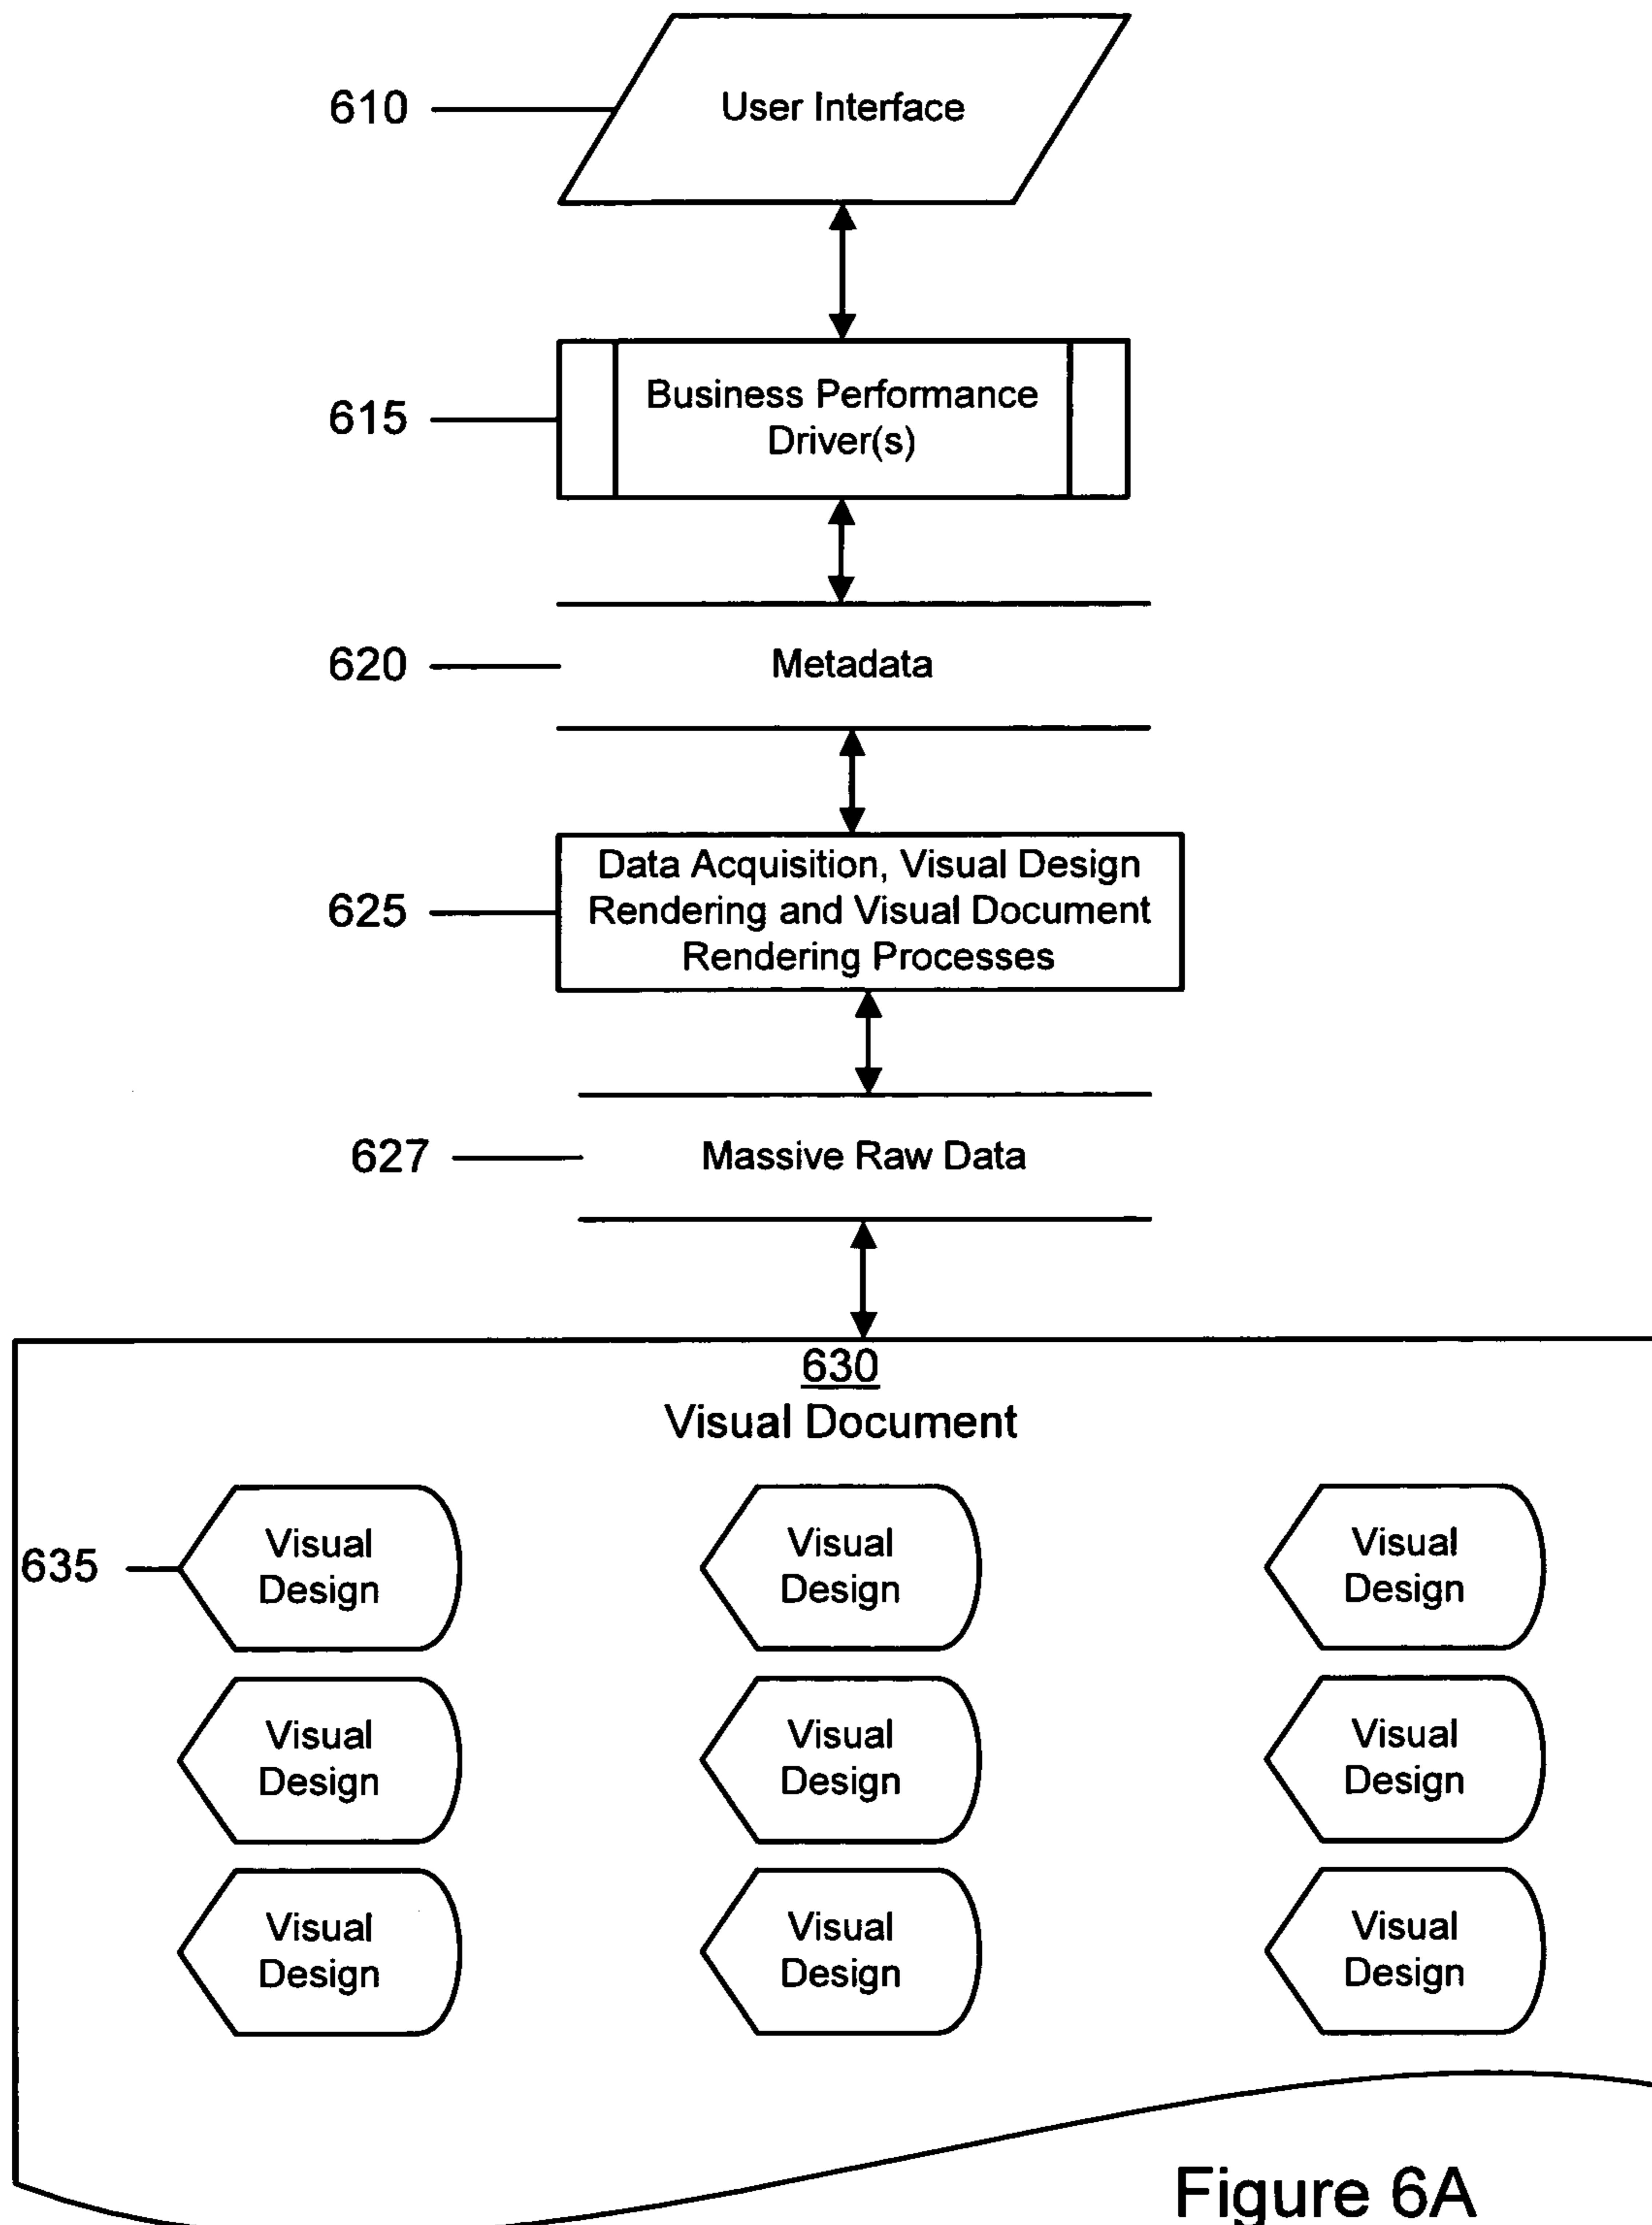 User Interface
610
Business Performance
Driver(s)
615
Metadata
620
Data Acquisition, Visual Design
Rendering and Visual Document
Rendering Processes
625
Massive Raw Data
627
630
Visual Document
635
Visual
Design
Visual
Design
Visual
Design
Visual
Design
Visual
Design
Visual
Design
Visual
Design
Visual
Design
Visual
Design
Figure 6A